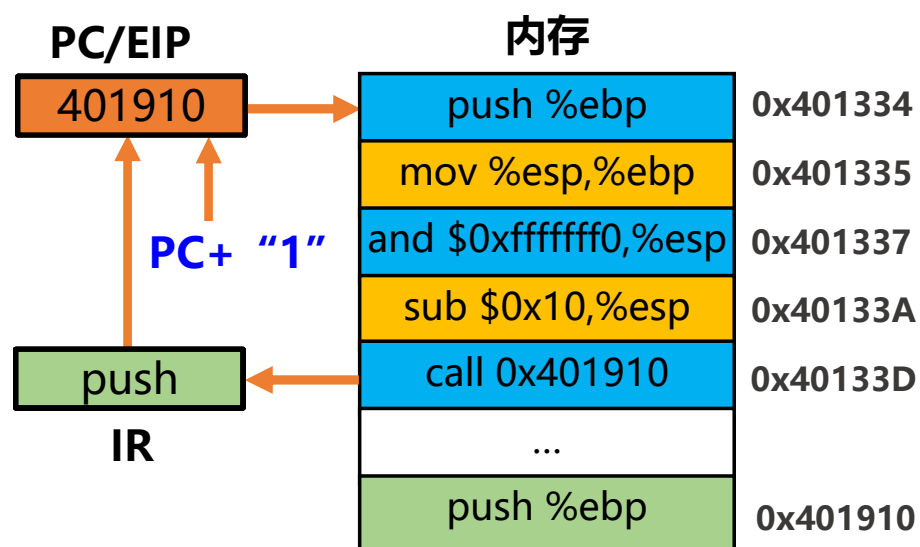 PC/EIP
内存
401910
push %ebp
0x401334
mov %esp,%ebp
0x401335
PC+ “1”
and $0xfffffff0,%esp
0x401337
sub $0x10,%esp
0x40133A
push
call 0x401910
0x40133D
IR
...
push %ebp
0x401910